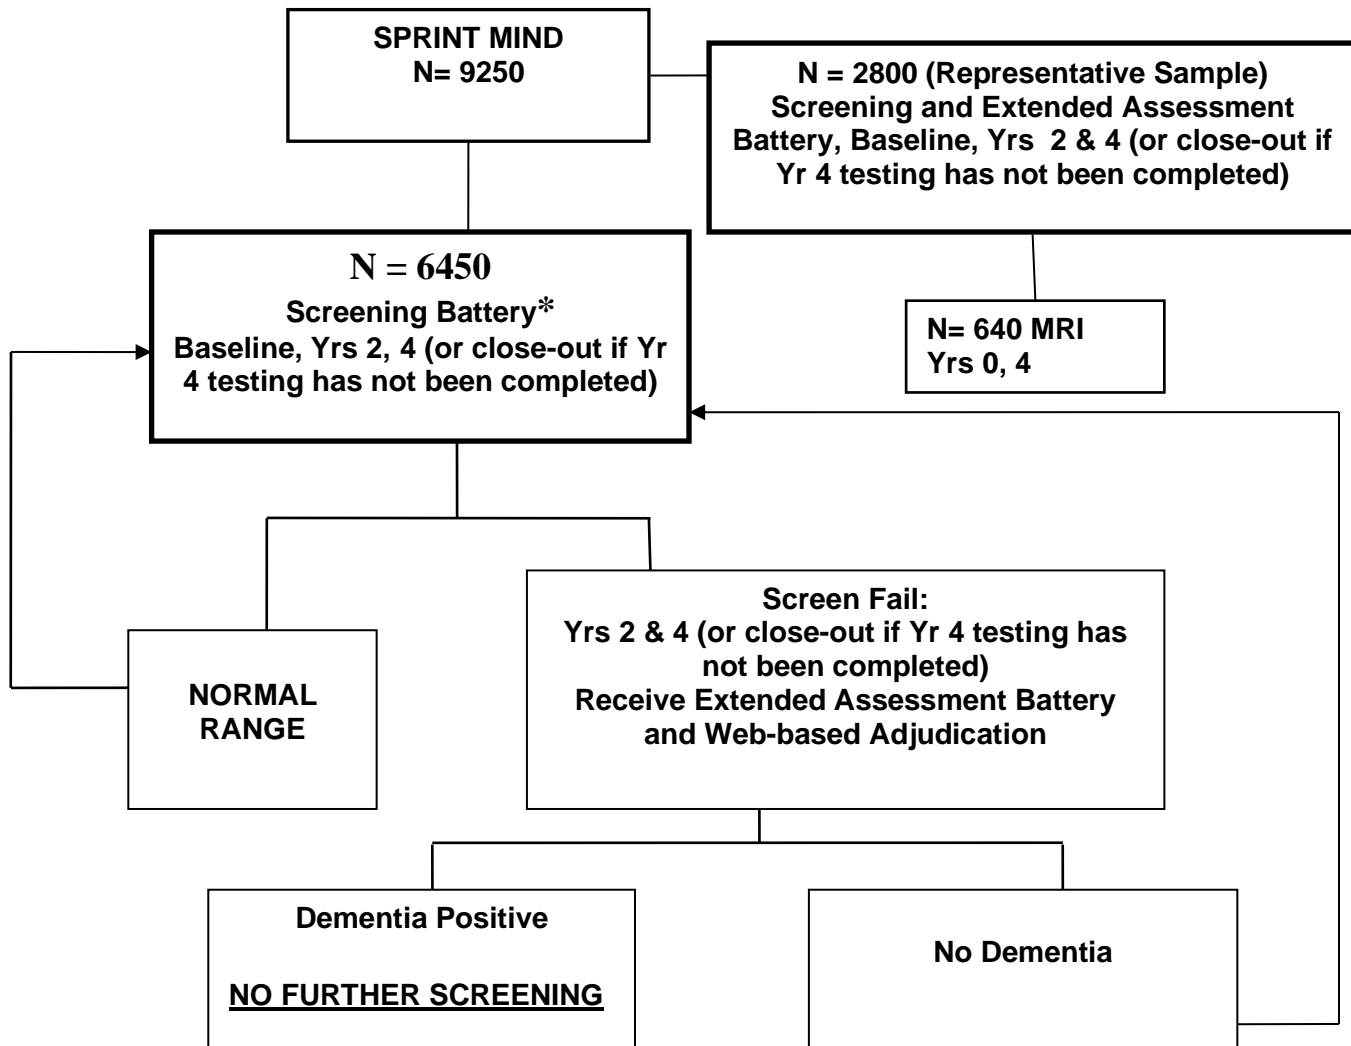 SPRINT MIND
N= 9250
N = 2800 (Representative Sample)
Screening and Extended Assessment
Battery, Baseline, Yrs 2 & 4 (or close-out if
Yr 4 testing has not been completed)
N = 6450
Screening Battery*
Baseline, Yrs 2, 4 (or close-out if Yr
4 testing has not been completed)
N= 640 MRI
Yrs 0, 4
Screen Fail:
Yrs 2 & 4 (or close-out if Yr 4 testing has
not been completed)
Receive Extended Assessment Battery
and Web-based Adjudication
NORMAL
RANGE
Dementia Positive
NO FURTHER SCREENING
No Dementia